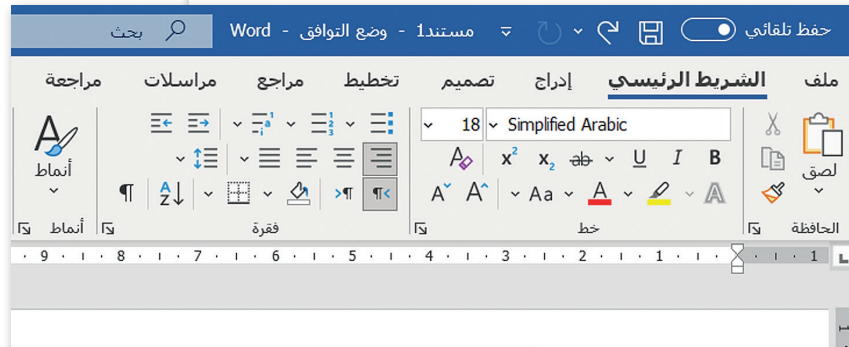 حفظ تلقائي مستند1 - وضع التوافق - Word بحث
ملف الشريط الرئيسي إدراج تصميم تخطيط مراجع مراسلات مراجعة
Simplified Arabic 18
لصق B I U ab x₂ x² A أنماط
A A Aa A A ¶ ¶ A Z ¶
الحافظة خط فقرة أنماط
1 1 2 3 4 5 6 7 8 9
1